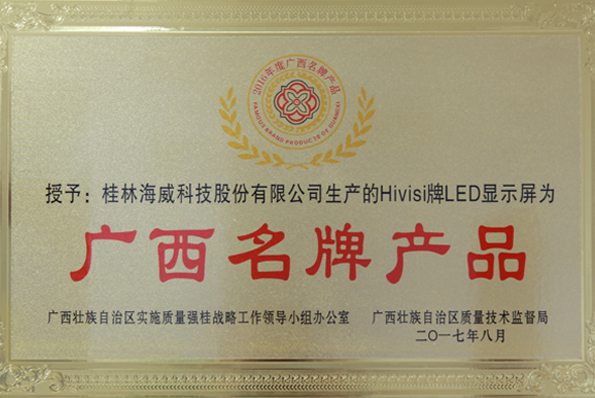 2016年度广西名牌产品
FAMOUS BRAND PRODUCTS OF GUANGXI
授予：桂林海威科技股份有限公司生产的Hivisi牌LED显示屏为
广西名牌产品
广西壮族自治区实施质量强桂战略工作领导小组办公室 广西壮族自治区质量技术监督局
二〇一七年八月